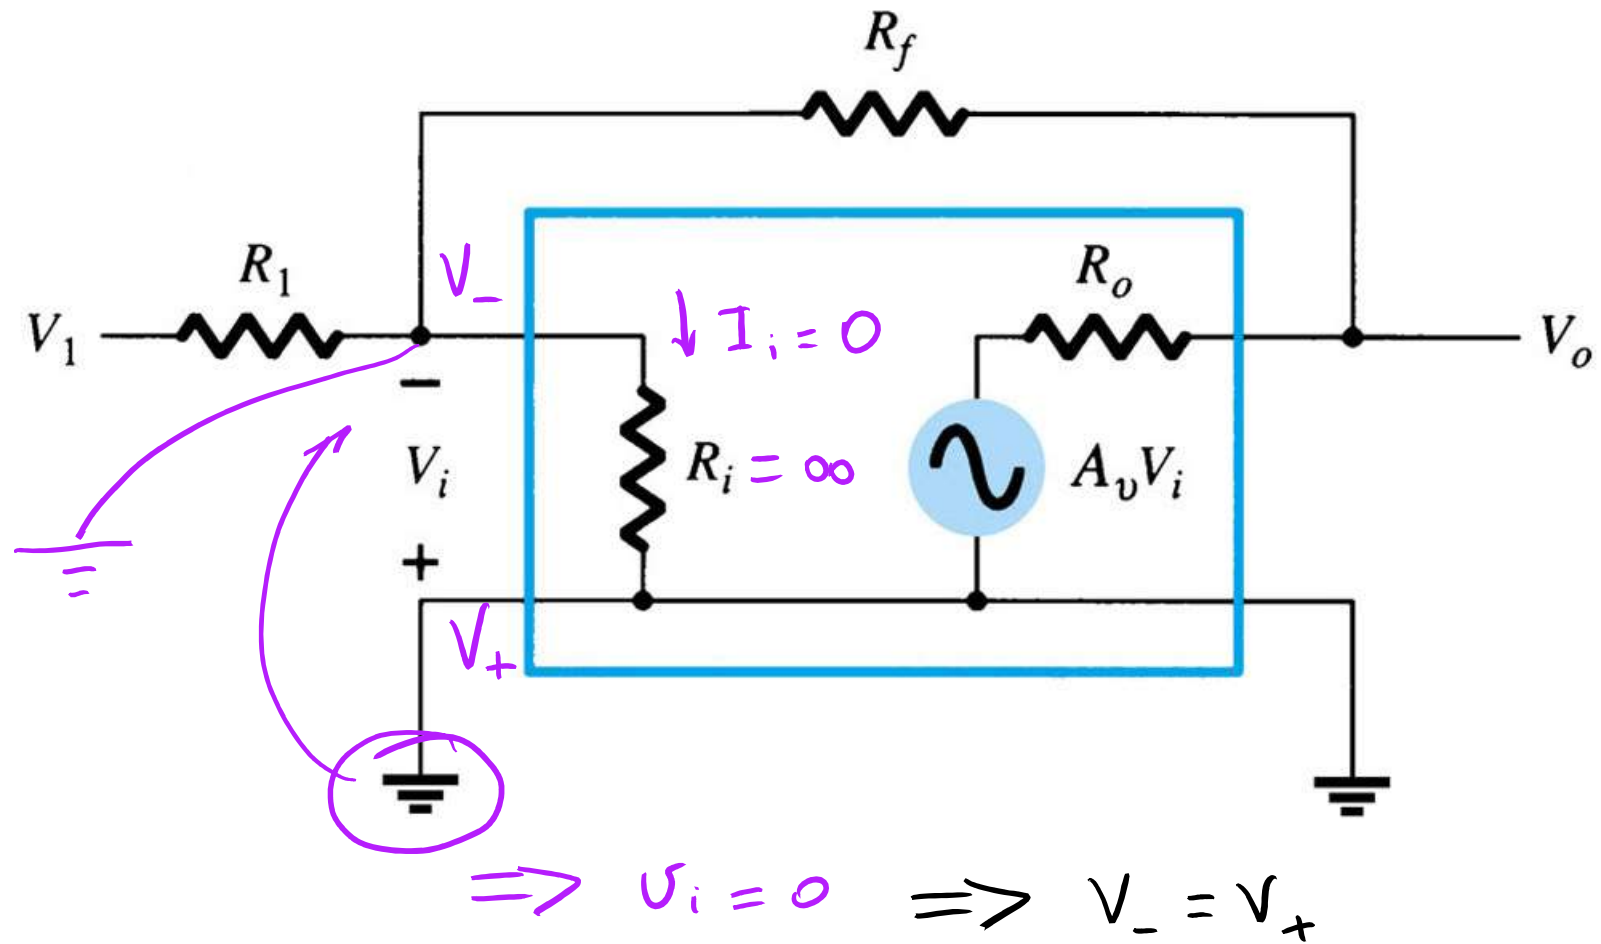 R_f
V_-
R_1
R_o
V_1
↓ I_i = 0
V_o
−
V_i
R_i = ∞
A_υV_i
+
V_+
⇒ v_i = 0 ⇒ V_- = V_+